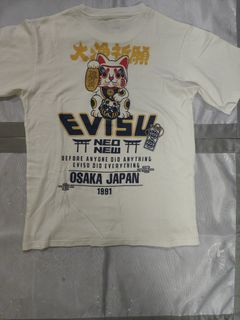 大漁祈願
EVISU
NEO
NEW
BEFORE ANYONE DID ANYTHING
EVISU DID EVERYTHING
OSAKA JAPAN
1991